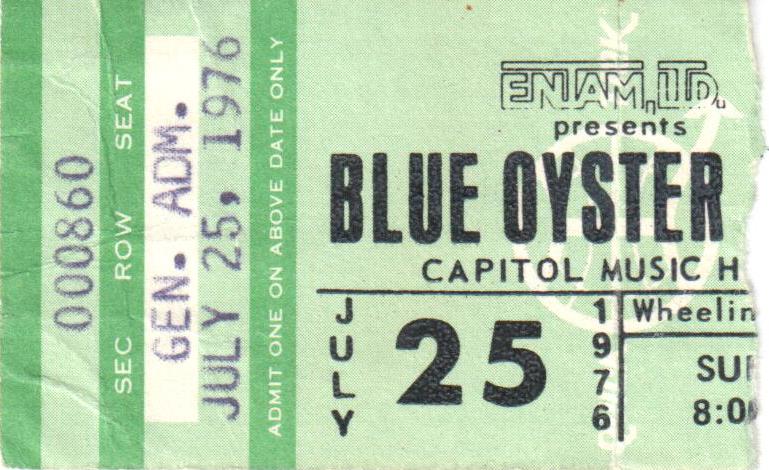 000860
SEC ROW SEAT
GEN. ADM.
JULY 25, 1976
ADMIT ONE ON ABOVE DATE ONLY
ENTAM, LTD.
presents
BLUE OYSTER
CAPITOL MUSIC H
JULY 25 1976
Wheelin
SU
8:0